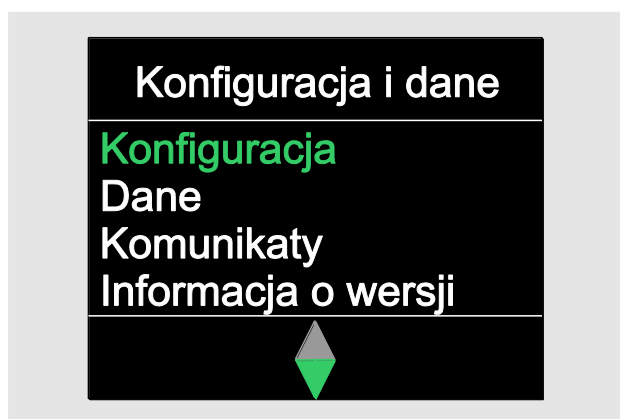 Konfiguracja i dane
Konfiguracja
Dane
Komunikaty
Informacja o wersji